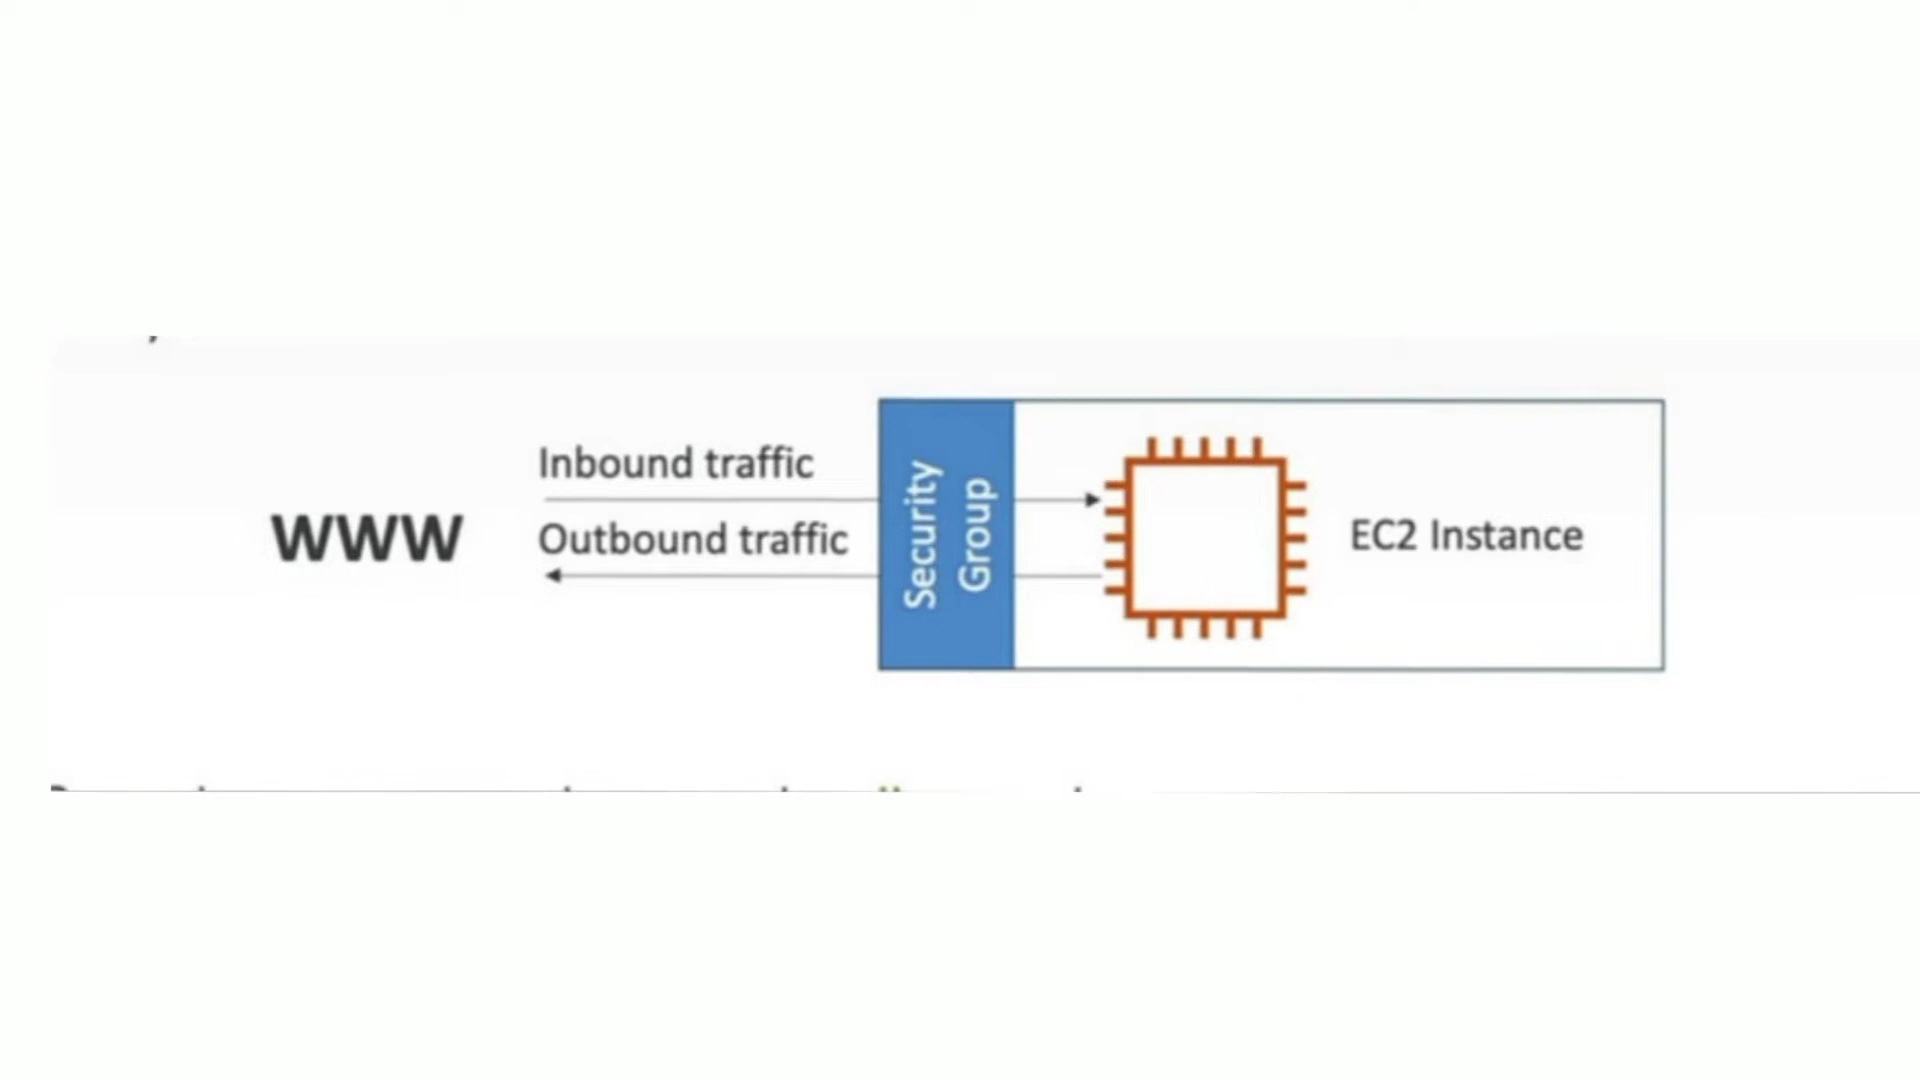 Inbound traffic
WWW
Outbound traffic
Security
Group
EC2 Instance